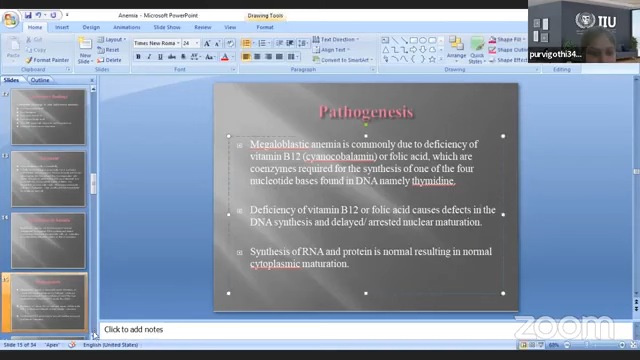 Anemia - Microsoft PowerPoint
Drawing Tools
Home
Insert
Design
Animations
Slide Show
Review
View
Format
Paste
New Slide
Layout
Reset
Delete
Times New Roman
24
Text Direction
Align Text
Convert to SmartArt
Arrange
Quick Styles
Shape Fill
Shape Outline
Shape Effects
Clipboard
Slides
Font
Paragraph
Drawing
IIU
purvigothi34...
Slides
Outline
Pathogenesis
Megaloblastic anemia is commonly due to deficiency of
vitamin B12 (cyanocobalamin) or folic acid, which are
coenzymes required for the synthesis of one of the four
nucleotide bases found in DNA namely thymidine.
Deficiency of vitamin B12 or folic acid causes defects in the
DNA synthesis and delayed/ arrested nuclear maturation.
Synthesis of RNA and protein is normal resulting in normal
cytoplasmic maturation.
13
14
15
Click to add notes
zoom
Slide 15 of 34
"Apex"
English (United States)
60%